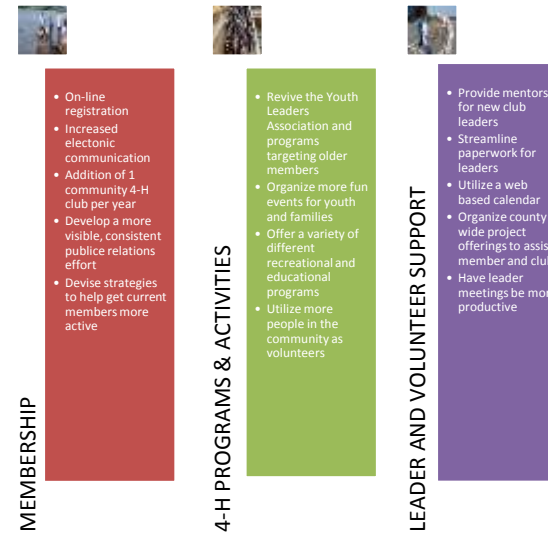 MEMBERSHIP
• On-line
registration
• Increased
electonic
communication
• Addition of 1
community 4-H
club per year
• Develop a more
visible, consistent
publice relations
effort
• Devise strategies
to help get current
members more
active
4-H PROGRAMS & ACTIVITIES
• Revive the Youth
Leaders
Association and
programs
targeting older
members
• Organize more fun
events for youth
and families
• Offer a variety of
different
recreational and
educational
programs
• Utilize more
people in the
community as
volunteers
LEADER AND VOLUNTEER SUPPORT
• Provide mentors
for new club
leaders
• Streamline
paperwork for
leaders
• Utilize a web
based calendar
• Organize county
wide project
offerings to assis
member and clu
• Have leader
meetings be mor
productive